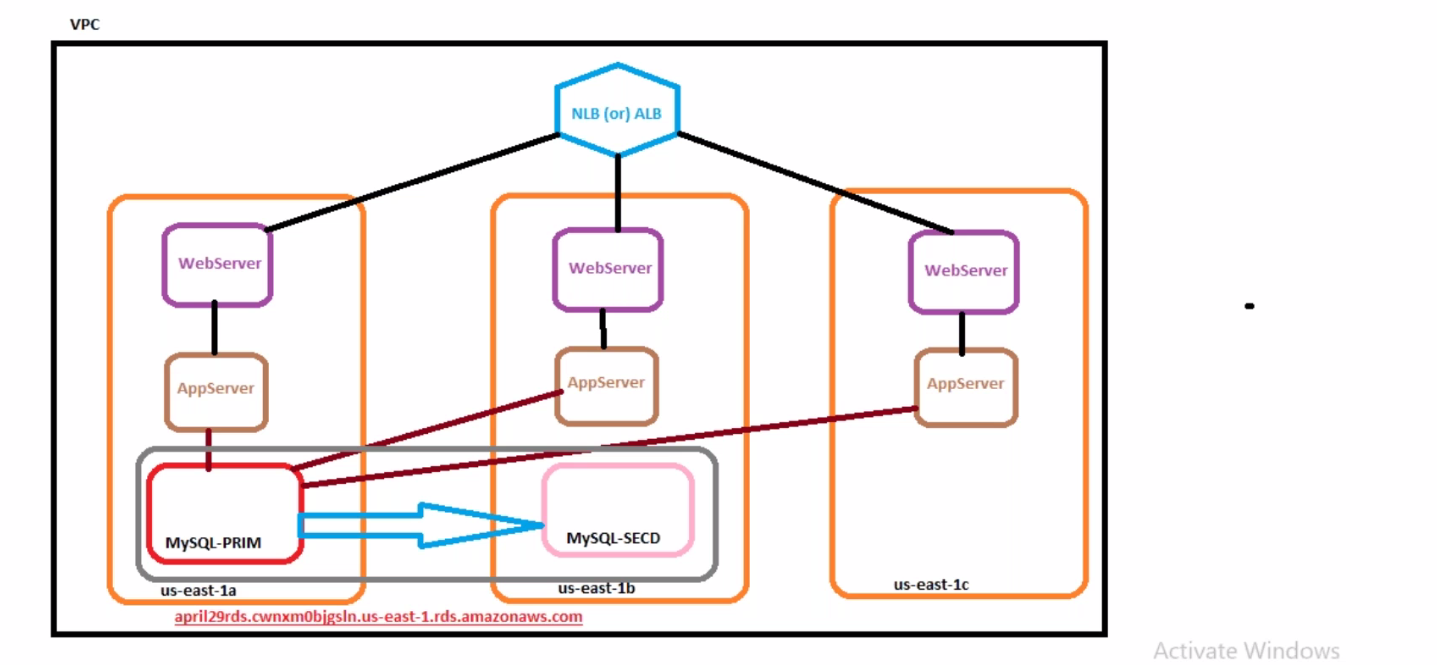 VPC
NLB (or) ALB
WebServer
WebServer
WebServer
AppServer
AppServer
AppServer
MySQL-PRIM
MySQL-SECD
us-east-1a
us-east-1b
us-east-1c
april29rds.cwnxm0bjgsln.us-east-1.rds.amazonaws.com
Activate Windows